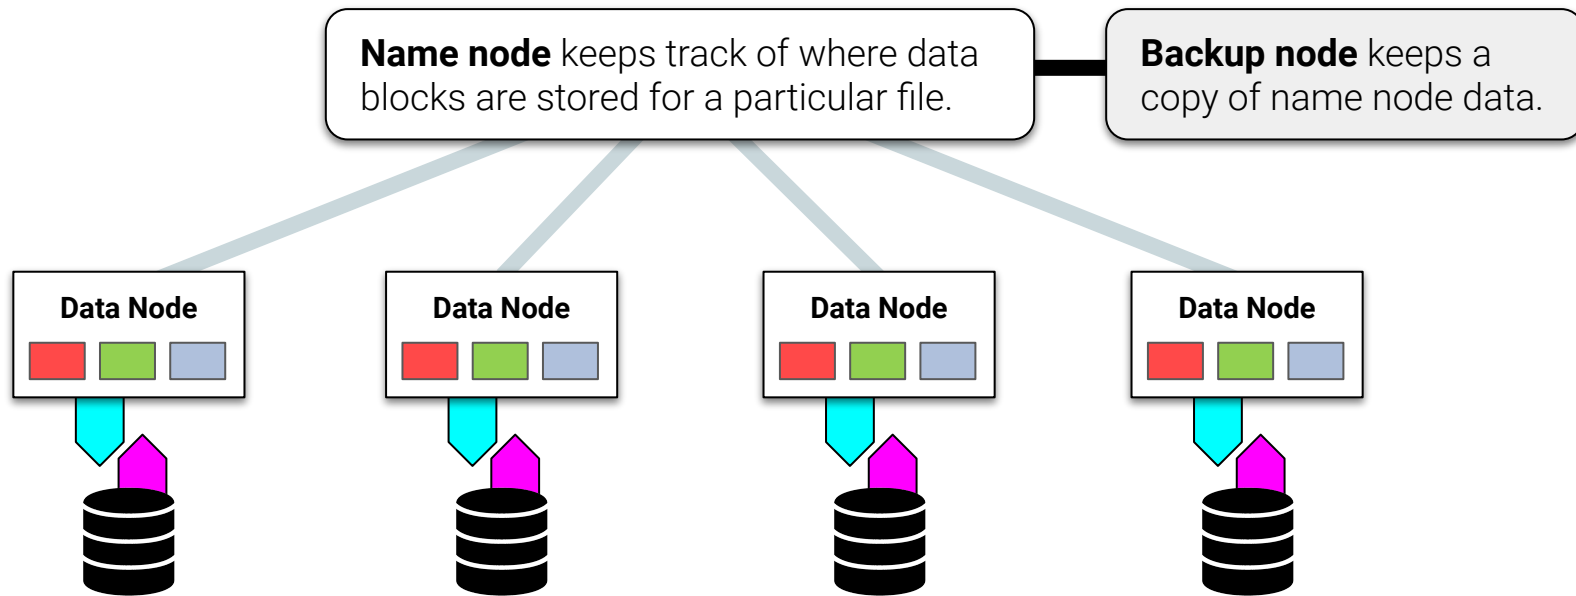 Name node keeps track of where data
blocks are stored for a particular file.
Backup node keeps a
copy of name node data.
Data Node
Data Node
Data Node
Data Node